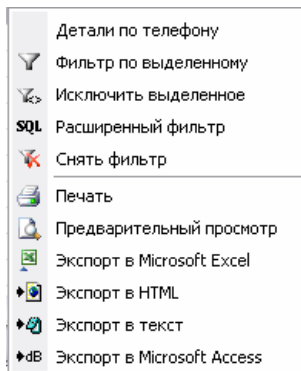 Детали по телефону
Фильтр по выделенному
Исключить выделенное
SQL Расширенный фильтр
Снять фильтр
Печать
Предварительный просмотр
Экспорт в Microsoft Excel
Экспорт в HTML
Экспорт в текст
dB Экспорт в Microsoft Access